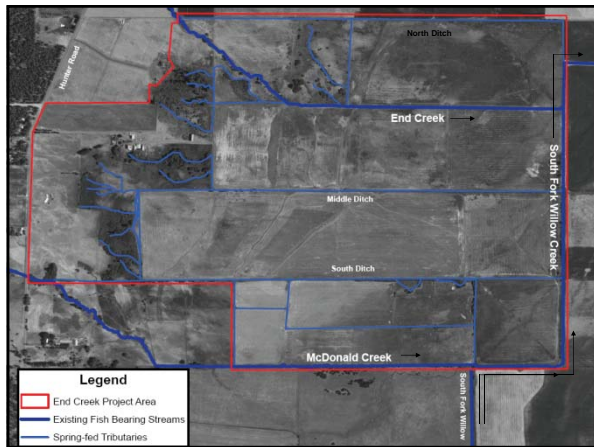 North Ditch
Hunter Road
End Creek
South Fork Willow Creek
Middle Ditch
South Ditch
McDonald Creek
South Fork Willow
Legend
End Creek Project Area
Existing Fish Bearing Streams
Spring-fed Tributaries